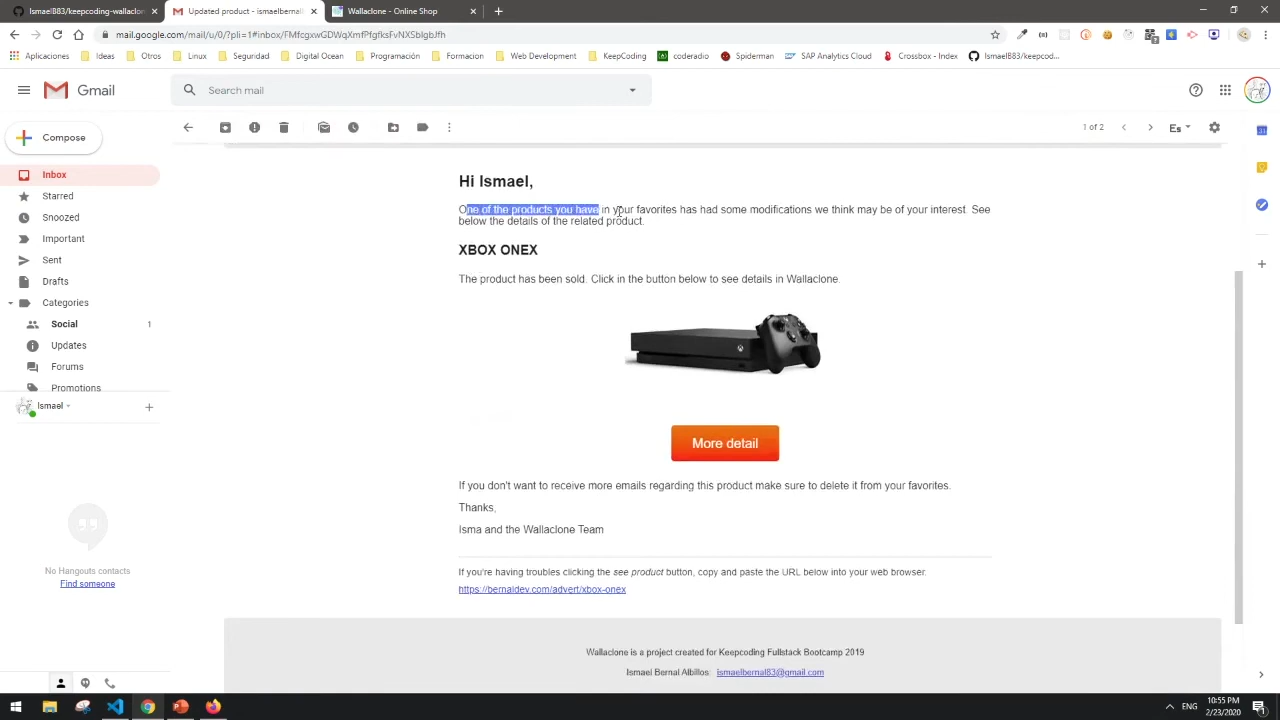 IsmaelB83/keepcoding-wallaclon
Updated product - ismaelbernal
Wallaclone - Online Shop
mail.google.com/mail/u/0/?pli=1#inbox/
Aplicaciones Ideas Otros Linux Seguridad Digital Ocean Programación Formacion Web Development KeepCoding coderadio Spiderman SAP Analytics Cloud Crossbox - Index IsmaelB83/keepcod...
Gmail
Search mail
Compose
1 of 2
Es
Inbox
Starred
Snoozed
Important
Sent
Drafts
Categories
Social 1
Updates
Forums
Promotions
Ismael
No Hangouts contacts
Find someone
Hi Ismael,
One of the products you have in your favorites has had some modifications we think may be of your interest. See
below the details of the related product.
XBOX ONEX
The product has been sold. Click in the button below to see details in Wallaclone.
More detail
If you don't want to receive more emails regarding this product make sure to delete it from your favorites.
Thanks,
Isma and the Wallaclone Team
If you're having troubles clicking the see product button, copy and paste the URL below into your web browser.
https://bernaldev.com/advert/xbox-onex
Wallaclone is a project created for Keepcoding Fullstack Bootcamp 2019
Ismael Bernal Albillos: ismaelbernal83@gmail.com
ENG
10:55 PM
2/23/2020